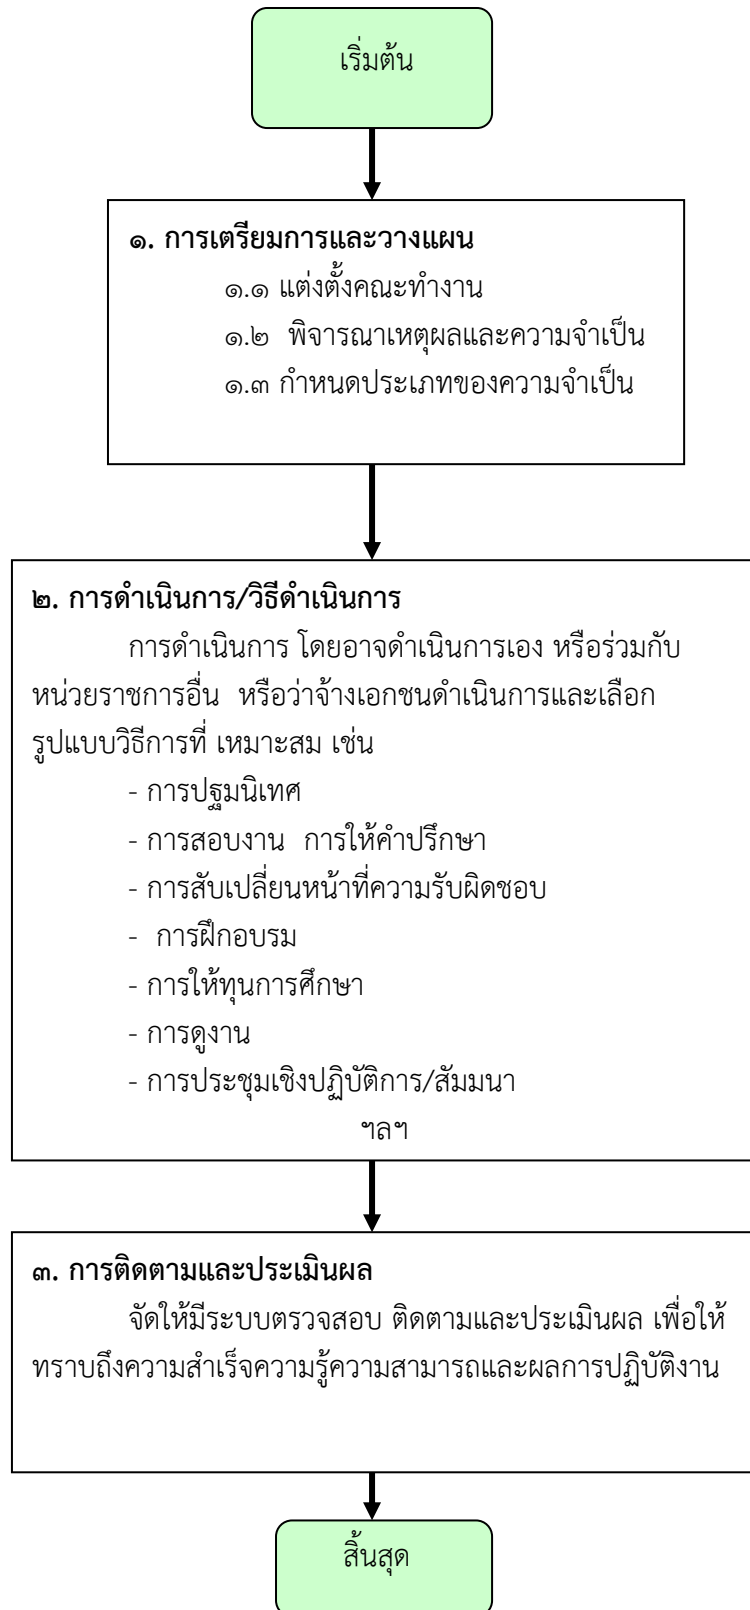 เริ่มต้น
๑. การเตรียมการและวางแผน
๑.๑ แต่งตั้งคณะทำงาน
๑.๒ พิจารณาเหตุผลและความจำเป็น
๑.๓ กำหนดประเภทของความจำเป็น
๒. การดำเนินการ/วิธีดำเนินการ
การดำเนินการ โดยอาจดำเนินการเอง หรือร่วมกับ
หน่วยราชการอื่น หรือว่าจ้างเอกชนดำเนินการและเลือก
รูปแบบวิธีการที่ เหมาะสม เช่น
- การปฐมนิเทศ
- การสอบงาน การให้คำปรึกษา
- การสับเปลี่ยนหน้าที่ความรับผิดชอบ
- การฝึกอบรม
- การให้ทุนการศึกษา
- การดูงาน
- การประชุมเชิงปฏิบัติการ/สัมมนา
ฯลฯ
๓. การติดตามและประเมินผล
จัดให้มีระบบตรวจสอบ ติดตามและประเมินผล เพื่อให้
ทราบถึงความสำเร็จความรู้ความสามารถและผลการปฏิบัติงาน
สิ้นสุด